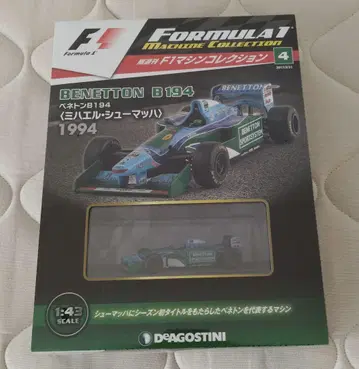 F1
Formula 1
FORMULA 1
MACHINE COLLECTION
隔週刊 F1マシンコレクション
4
BENETTON B194
ベネトンB194
〈ミハエル・シューマッハ〉
1994
1:43
SCALE
シューマッハにシーズン初タイトルをもたらしたベネトンを代表するマシン
DEAGOSTINI